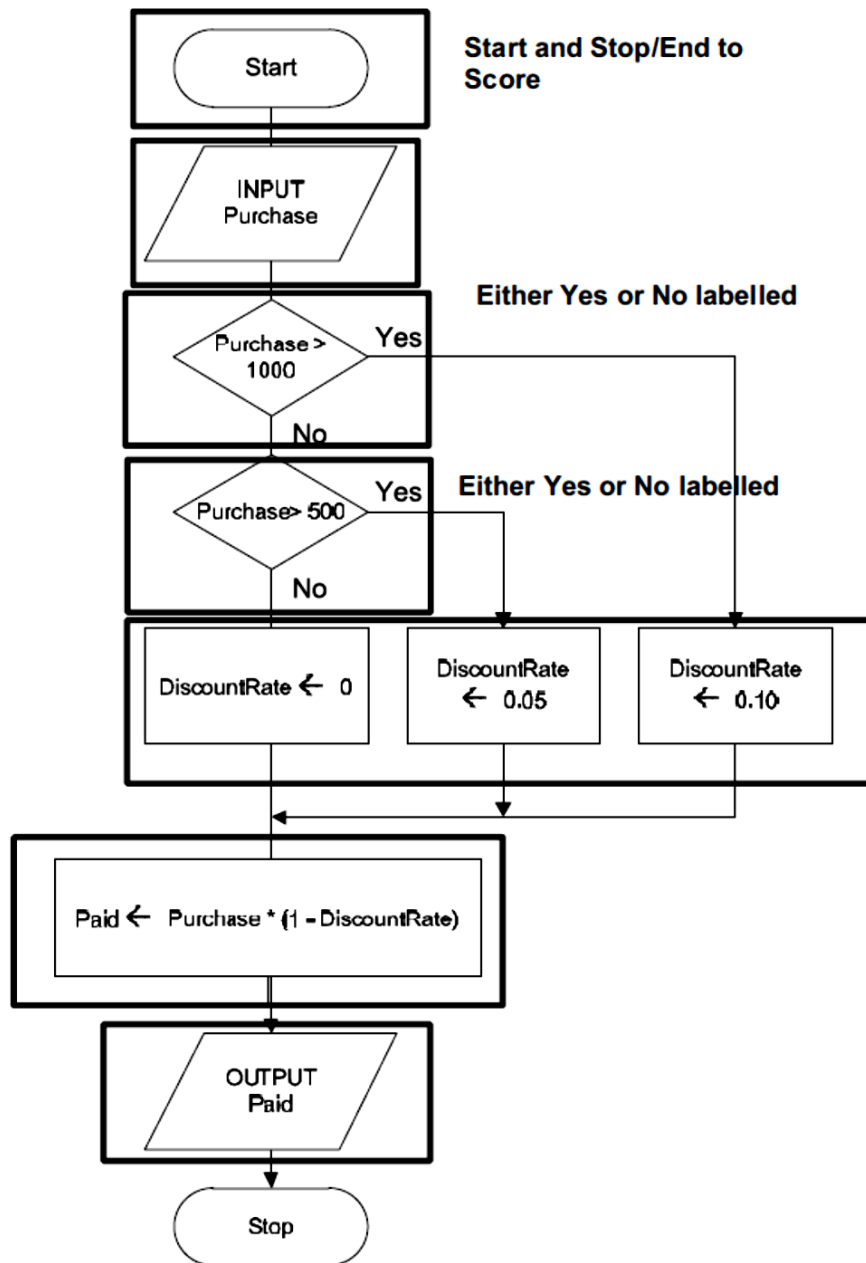 Start
Start and Stop/End to
Score
INPUT
Purchase
Either Yes or No labelled
Purchase >
1000
Yes
No
Either Yes or No labelled
Purchase> 500
Yes
No
DiscountRate ← 0
DiscountRate
← 0.05
DiscountRate
← 0.10
Paid ← Purchase * (1 - DiscountRate)
OUTPUT
Paid
Stop